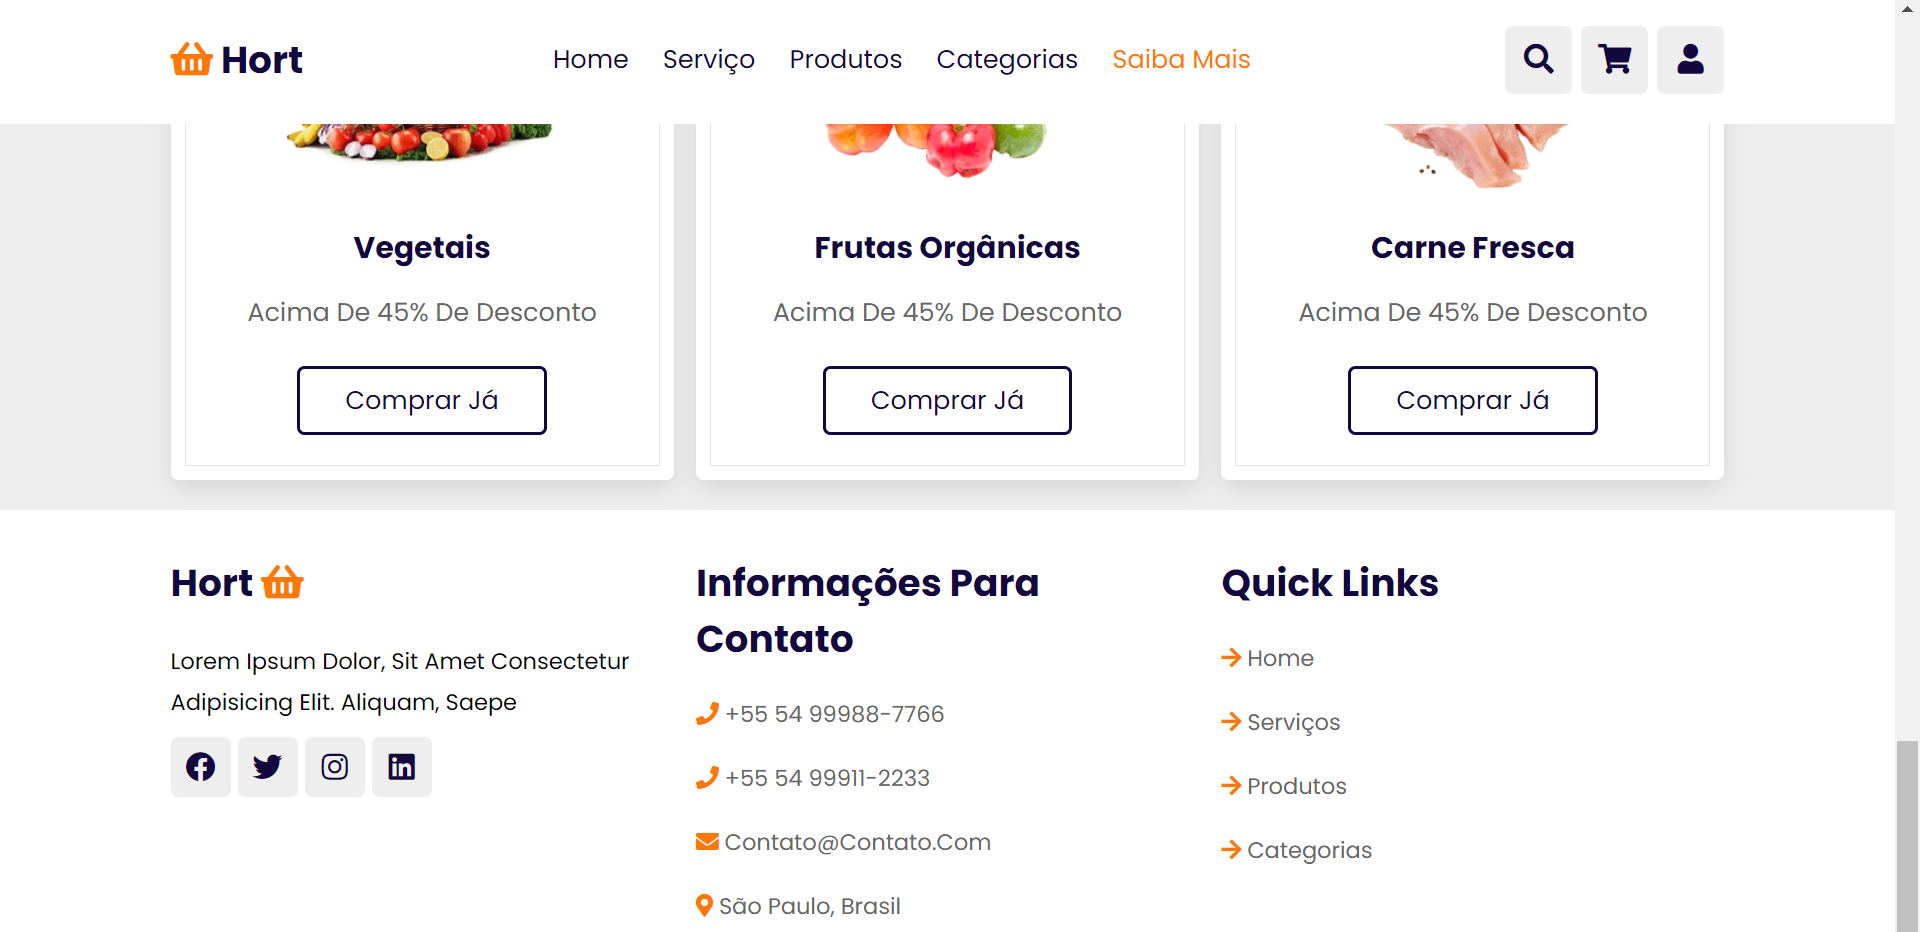 Hort
Home Serviço Produtos Categorias Saiba Mais
Vegetais
Acima De 45% De Desconto
Comprar Já
Frutas Orgânicas
Acima De 45% De Desconto
Comprar Já
Carne Fresca
Acima De 45% De Desconto
Comprar Já
Hort
Lorem Ipsum Dolor, Sit Amet Consectetur
Adipisicing Elit. Aliquam, Saepe
Informações Para
Contato
+55 54 99988-7766
+55 54 99911-2233
Contato@Contato.Com
São Paulo, Brasil
Quick Links
Home
Serviços
Produtos
Categorias